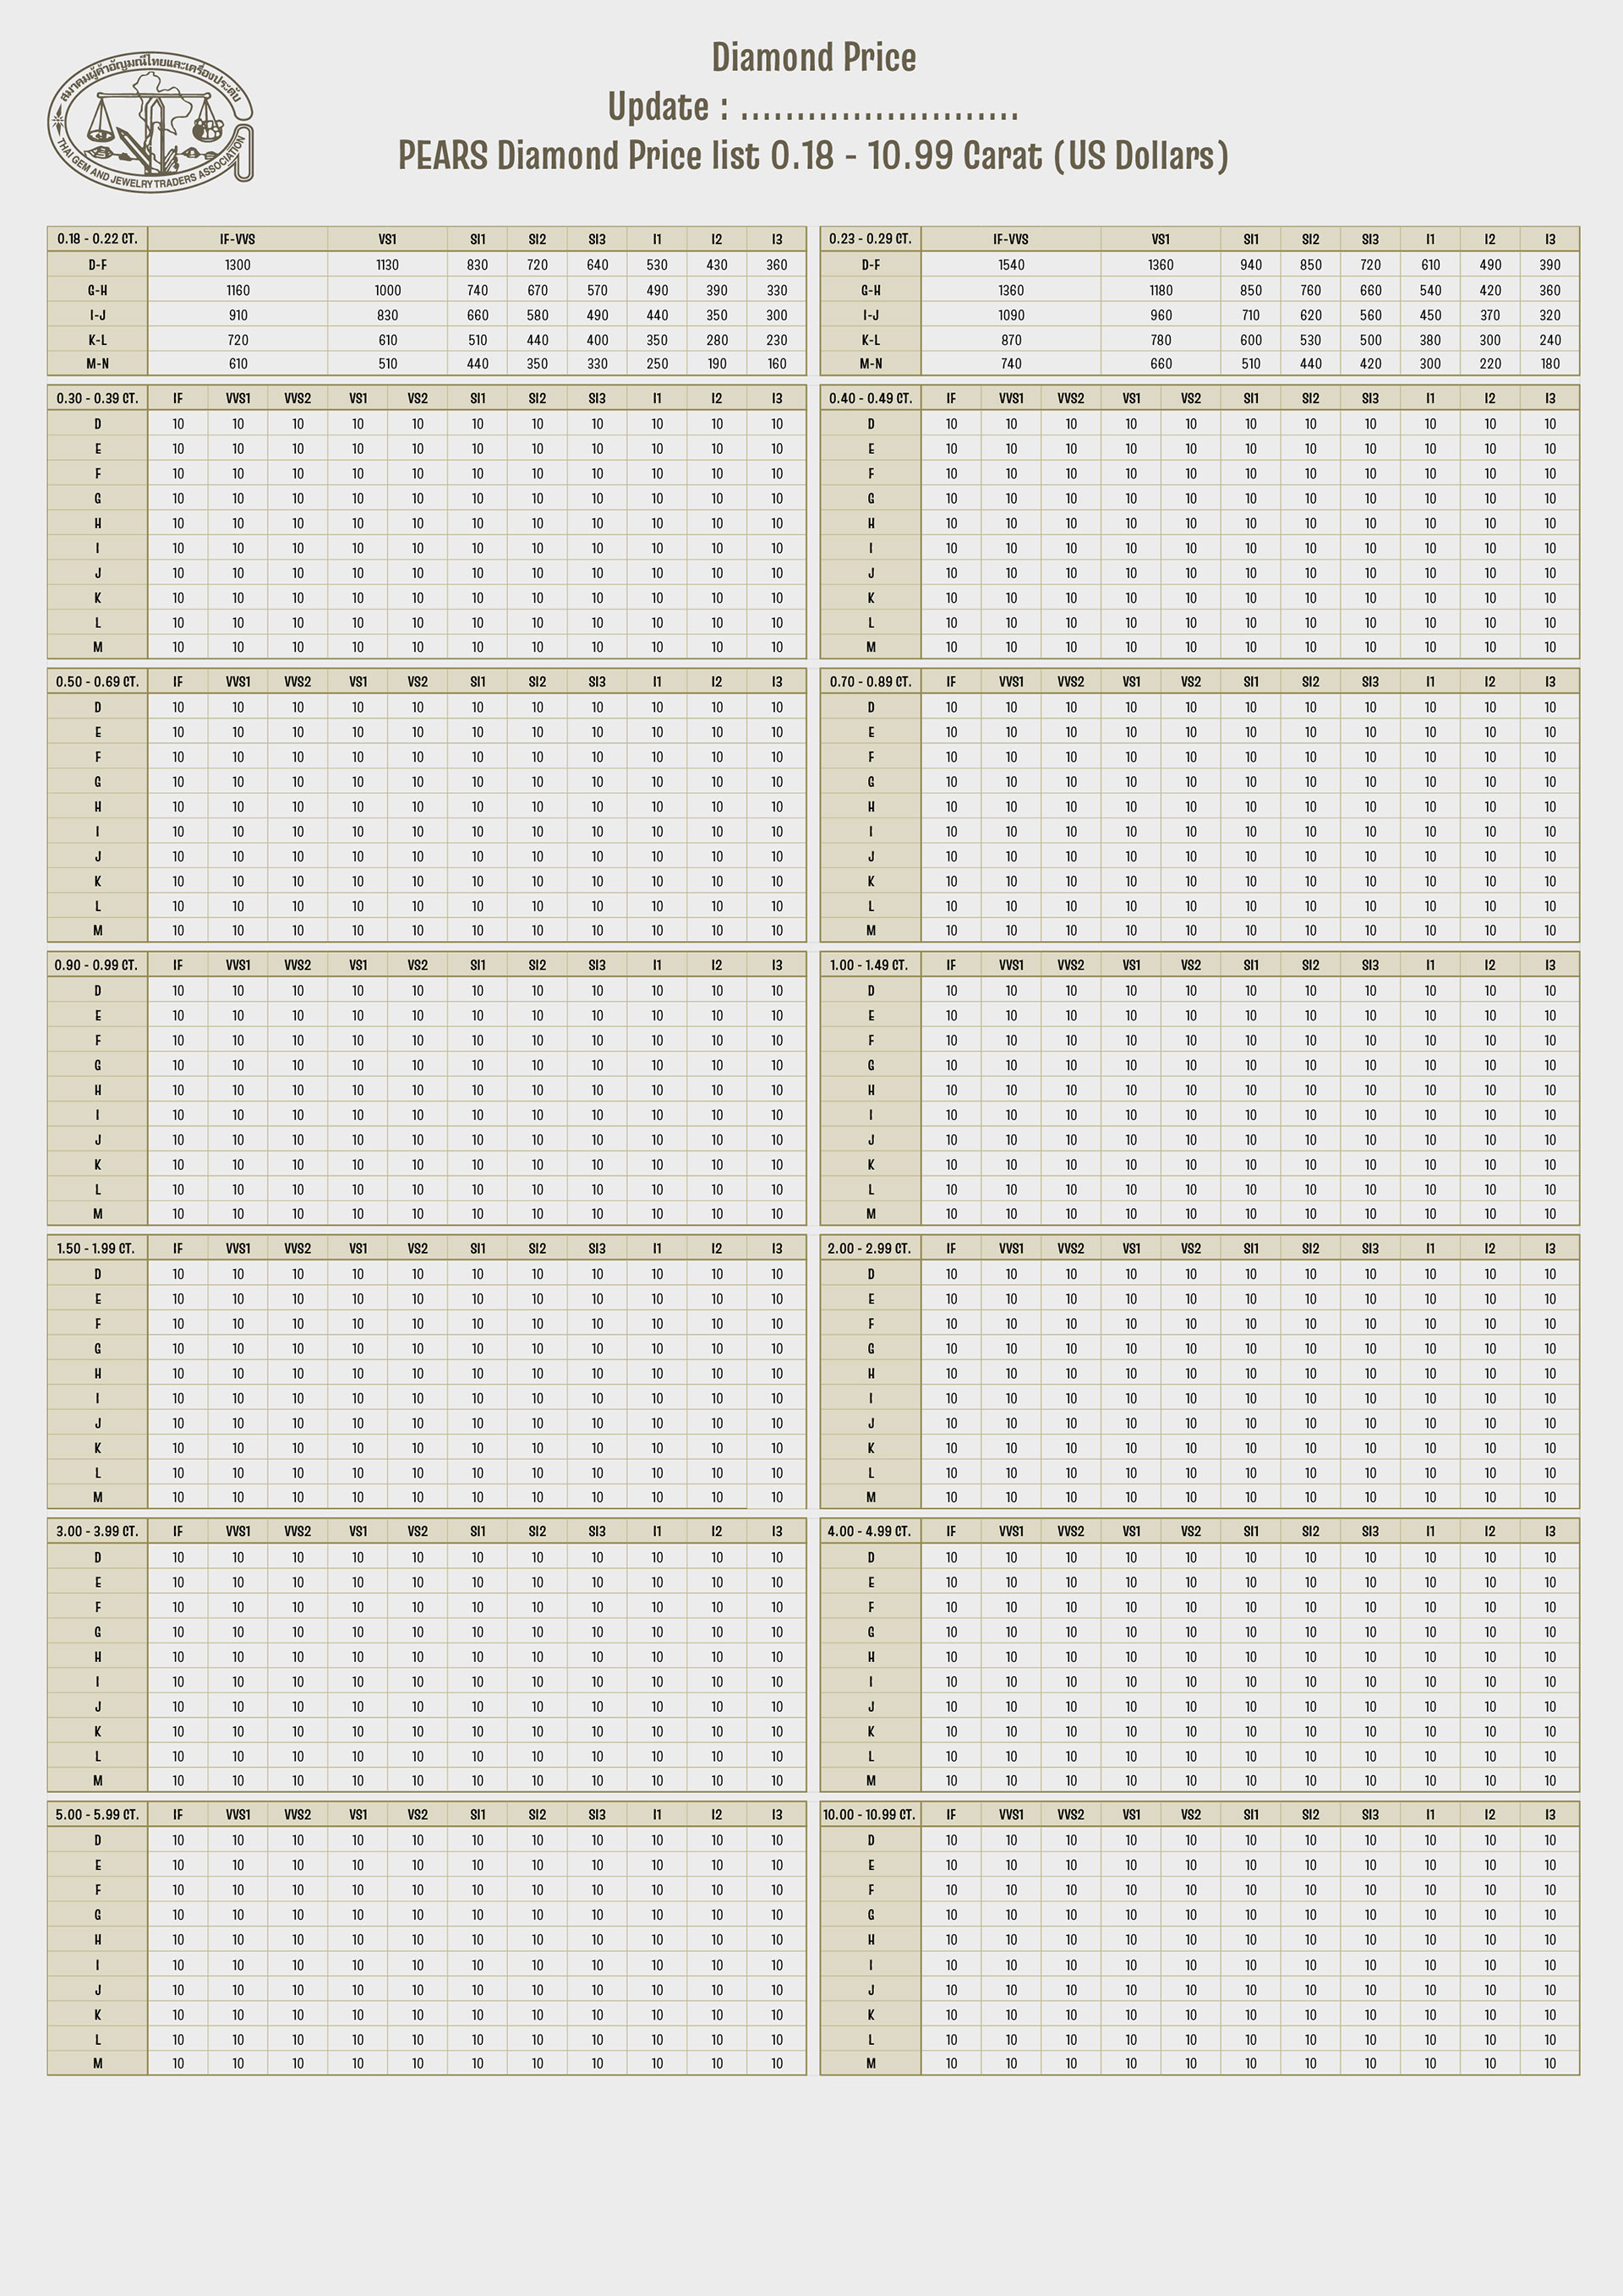 สมาคมผู้ค้าอัญมณีไทยและเครื่องประดับ
THAI GEM AND JEWELRY TRADERS ASSOCIATION
Diamond Price
Update : .........................
PEARS Diamond Price list 0.18 - 10.99 Carat (US Dollars)
0.18 - 0.22 CT. IF-VVS VS1 SI1 SI2 SI3 I1 I2 I3
D-F 1300 1130 830 720 640 530 430 360
G-H 1160 1000 740 670 570 490 390 330
I-J 910 830 660 580 490 440 350 300
K-L 720 610 510 440 400 350 280 230
M-N 610 510 440 350 330 250 190 160
0.23 - 0.29 CT. IF-VVS VS1 SI1 SI2 SI3 I1 I2 I3
D-F 1540 1360 940 850 720 610 490 390
G-H 1360 1180 850 760 660 540 420 360
I-J 1090 960 710 620 560 450 370 320
K-L 870 780 600 530 500 380 300 240
M-N 740 660 510 440 420 300 220 180
0.30 - 0.39 CT. IF VVS1 VVS2 VS1 VS2 SI1 SI2 SI3 I1 I2 I3
D 10 10 10 10 10 10 10 10 10 10 10
E 10 10 10 10 10 10 10 10 10 10 10
F 10 10 10 10 10 10 10 10 10 10 10
G 10 10 10 10 10 10 10 10 10 10 10
H 10 10 10 10 10 10 10 10 10 10 10
I 10 10 10 10 10 10 10 10 10 10 10
J 10 10 10 10 10 10 10 10 10 10 10
K 10 10 10 10 10 10 10 10 10 10 10
L 10 10 10 10 10 10 10 10 10 10 10
M 10 10 10 10 10 10 10 10 10 10 10
0.40 - 0.49 CT. IF VVS1 VVS2 VS1 VS2 SI1 SI2 SI3 I1 I2 I3
D 10 10 10 10 10 10 10 10 10 10 10
E 10 10 10 10 10 10 10 10 10 10 10
F 10 10 10 10 10 10 10 10 10 10 10
G 10 10 10 10 10 10 10 10 10 10 10
H 10 10 10 10 10 10 10 10 10 10 10
I 10 10 10 10 10 10 10 10 10 10 10
J 10 10 10 10 10 10 10 10 10 10 10
K 10 10 10 10 10 10 10 10 10 10 10
L 10 10 10 10 10 10 10 10 10 10 10
M 10 10 10 10 10 10 10 10 10 10 10
0.50 - 0.69 CT. IF VVS1 VVS2 VS1 VS2 SI1 SI2 SI3 I1 I2 I3
D 10 10 10 10 10 10 10 10 10 10 10
E 10 10 10 10 10 10 10 10 10 10 10
F 10 10 10 10 10 10 10 10 10 10 10
G 10 10 10 10 10 10 10 10 10 10 10
H 10 10 10 10 10 10 10 10 10 10 10
I 10 10 10 10 10 10 10 10 10 10 10
J 10 10 10 10 10 10 10 10 10 10 10
K 10 10 10 10 10 10 10 10 10 10 10
L 10 10 10 10 10 10 10 10 10 10 10
M 10 10 10 10 10 10 10 10 10 10 10
0.70 - 0.89 CT. IF VVS1 VVS2 VS1 VS2 SI1 SI2 SI3 I1 I2 I3
D 10 10 10 10 10 10 10 10 10 10 10
E 10 10 10 10 10 10 10 10 10 10 10
F 10 10 10 10 10 10 10 10 10 10 10
G 10 10 10 10 10 10 10 10 10 10 10
H 10 10 10 10 10 10 10 10 10 10 10
I 10 10 10 10 10 10 10 10 10 10 10
J 10 10 10 10 10 10 10 10 10 10 10
K 10 10 10 10 10 10 10 10 10 10 10
L 10 10 10 10 10 10 10 10 10 10 10
M 10 10 10 10 10 10 10 10 10 10 10
0.90 - 0.99 CT. IF VVS1 VVS2 VS1 VS2 SI1 SI2 SI3 I1 I2 I3
D 10 10 10 10 10 10 10 10 10 10 10
E 10 10 10 10 10 10 10 10 10 10 10
F 10 10 10 10 10 10 10 10 10 10 10
G 10 10 10 10 10 10 10 10 10 10 10
H 10 10 10 10 10 10 10 10 10 10 10
I 10 10 10 10 10 10 10 10 10 10 10
J 10 10 10 10 10 10 10 10 10 10 10
K 10 10 10 10 10 10 10 10 10 10 10
L 10 10 10 10 10 10 10 10 10 10 10
M 10 10 10 10 10 10 10 10 10 10 10
1.00 - 1.49 CT. IF VVS1 VVS2 VS1 VS2 SI1 SI2 SI3 I1 I2 I3
D 10 10 10 10 10 10 10 10 10 10 10
E 10 10 10 10 10 10 10 10 10 10 10
F 10 10 10 10 10 10 10 10 10 10 10
G 10 10 10 10 10 10 10 10 10 10 10
H 10 10 10 10 10 10 10 10 10 10 10
I 10 10 10 10 10 10 10 10 10 10 10
J 10 10 10 10 10 10 10 10 10 10 10
K 10 10 10 10 10 10 10 10 10 10 10
L 10 10 10 10 10 10 10 10 10 10 10
M 10 10 10 10 10 10 10 10 10 10 10
1.50 - 1.99 CT. IF VVS1 VVS2 VS1 VS2 SI1 SI2 SI3 I1 I2 I3
D 10 10 10 10 10 10 10 10 10 10 10
E 10 10 10 10 10 10 10 10 10 10 10
F 10 10 10 10 10 10 10 10 10 10 10
G 10 10 10 10 10 10 10 10 10 10 10
H 10 10 10 10 10 10 10 10 10 10 10
I 10 10 10 10 10 10 10 10 10 10 10
J 10 10 10 10 10 10 10 10 10 10 10
K 10 10 10 10 10 10 10 10 10 10 10
L 10 10 10 10 10 10 10 10 10 10 10
M 10 10 10 10 10 10 10 10 10 10 10
2.00 - 2.99 CT. IF VVS1 VVS2 VS1 VS2 SI1 SI2 SI3 I1 I2 I3
D 10 10 10 10 10 10 10 10 10 10 10
E 10 10 10 10 10 10 10 10 10 10 10
F 10 10 10 10 10 10 10 10 10 10 10
G 10 10 10 10 10 10 10 10 10 10 10
H 10 10 10 10 10 10 10 10 10 10 10
I 10 10 10 10 10 10 10 10 10 10 10
J 10 10 10 10 10 10 10 10 10 10 10
K 10 10 10 10 10 10 10 10 10 10 10
L 10 10 10 10 10 10 10 10 10 10 10
M 10 10 10 10 10 10 10 10 10 10 10
3.00 - 3.99 CT. IF VVS1 VVS2 VS1 VS2 SI1 SI2 SI3 I1 I2 I3
D 10 10 10 10 10 10 10 10 10 10 10
E 10 10 10 10 10 10 10 10 10 10 10
F 10 10 10 10 10 10 10 10 10 10 10
G 10 10 10 10 10 10 10 10 10 10 10
H 10 10 10 10 10 10 10 10 10 10 10
I 10 10 10 10 10 10 10 10 10 10 10
J 10 10 10 10 10 10 10 10 10 10 10
K 10 10 10 10 10 10 10 10 10 10 10
L 10 10 10 10 10 10 10 10 10 10 10
M 10 10 10 10 10 10 10 10 10 10 10
4.00 - 4.99 CT. IF VVS1 VVS2 VS1 VS2 SI1 SI2 SI3 I1 I2 I3
D 10 10 10 10 10 10 10 10 10 10 10
E 10 10 10 10 10 10 10 10 10 10 10
F 10 10 10 10 10 10 10 10 10 10 10
G 10 10 10 10 10 10 10 10 10 10 10
H 10 10 10 10 10 10 10 10 10 10 10
I 10 10 10 10 10 10 10 10 10 10 10
J 10 10 10 10 10 10 10 10 10 10 10
K 10 10 10 10 10 10 10 10 10 10 10
L 10 10 10 10 10 10 10 10 10 10 10
M 10 10 10 10 10 10 10 10 10 10 10
5.00 - 5.99 CT. IF VVS1 VVS2 VS1 VS2 SI1 SI2 SI3 I1 I2 I3
D 10 10 10 10 10 10 10 10 10 10 10
E 10 10 10 10 10 10 10 10 10 10 10
F 10 10 10 10 10 10 10 10 10 10 10
G 10 10 10 10 10 10 10 10 10 10 10
H 10 10 10 10 10 10 10 10 10 10 10
I 10 10 10 10 10 10 10 10 10 10 10
J 10 10 10 10 10 10 10 10 10 10 10
K 10 10 10 10 10 10 10 10 10 10 10
L 10 10 10 10 10 10 10 10 10 10 10
M 10 10 10 10 10 10 10 10 10 10 10
10.00 - 10.99 CT. IF VVS1 VVS2 VS1 VS2 SI1 SI2 SI3 I1 I2 I3
D 10 10 10 10 10 10 10 10 10 10 10
E 10 10 10 10 10 10 10 10 10 10 10
F 10 10 10 10 10 10 10 10 10 10 10
G 10 10 10 10 10 10 10 10 10 10 10
H 10 10 10 10 10 10 10 10 10 10 10
I 10 10 10 10 10 10 10 10 10 10 10
J 10 10 10 10 10 10 10 10 10 10 10
K 10 10 10 10 10 10 10 10 10 10 10
L 10 10 10 10 10 10 10 10 10 10 10
M 10 10 10 10 10 10 10 10 10 10 10